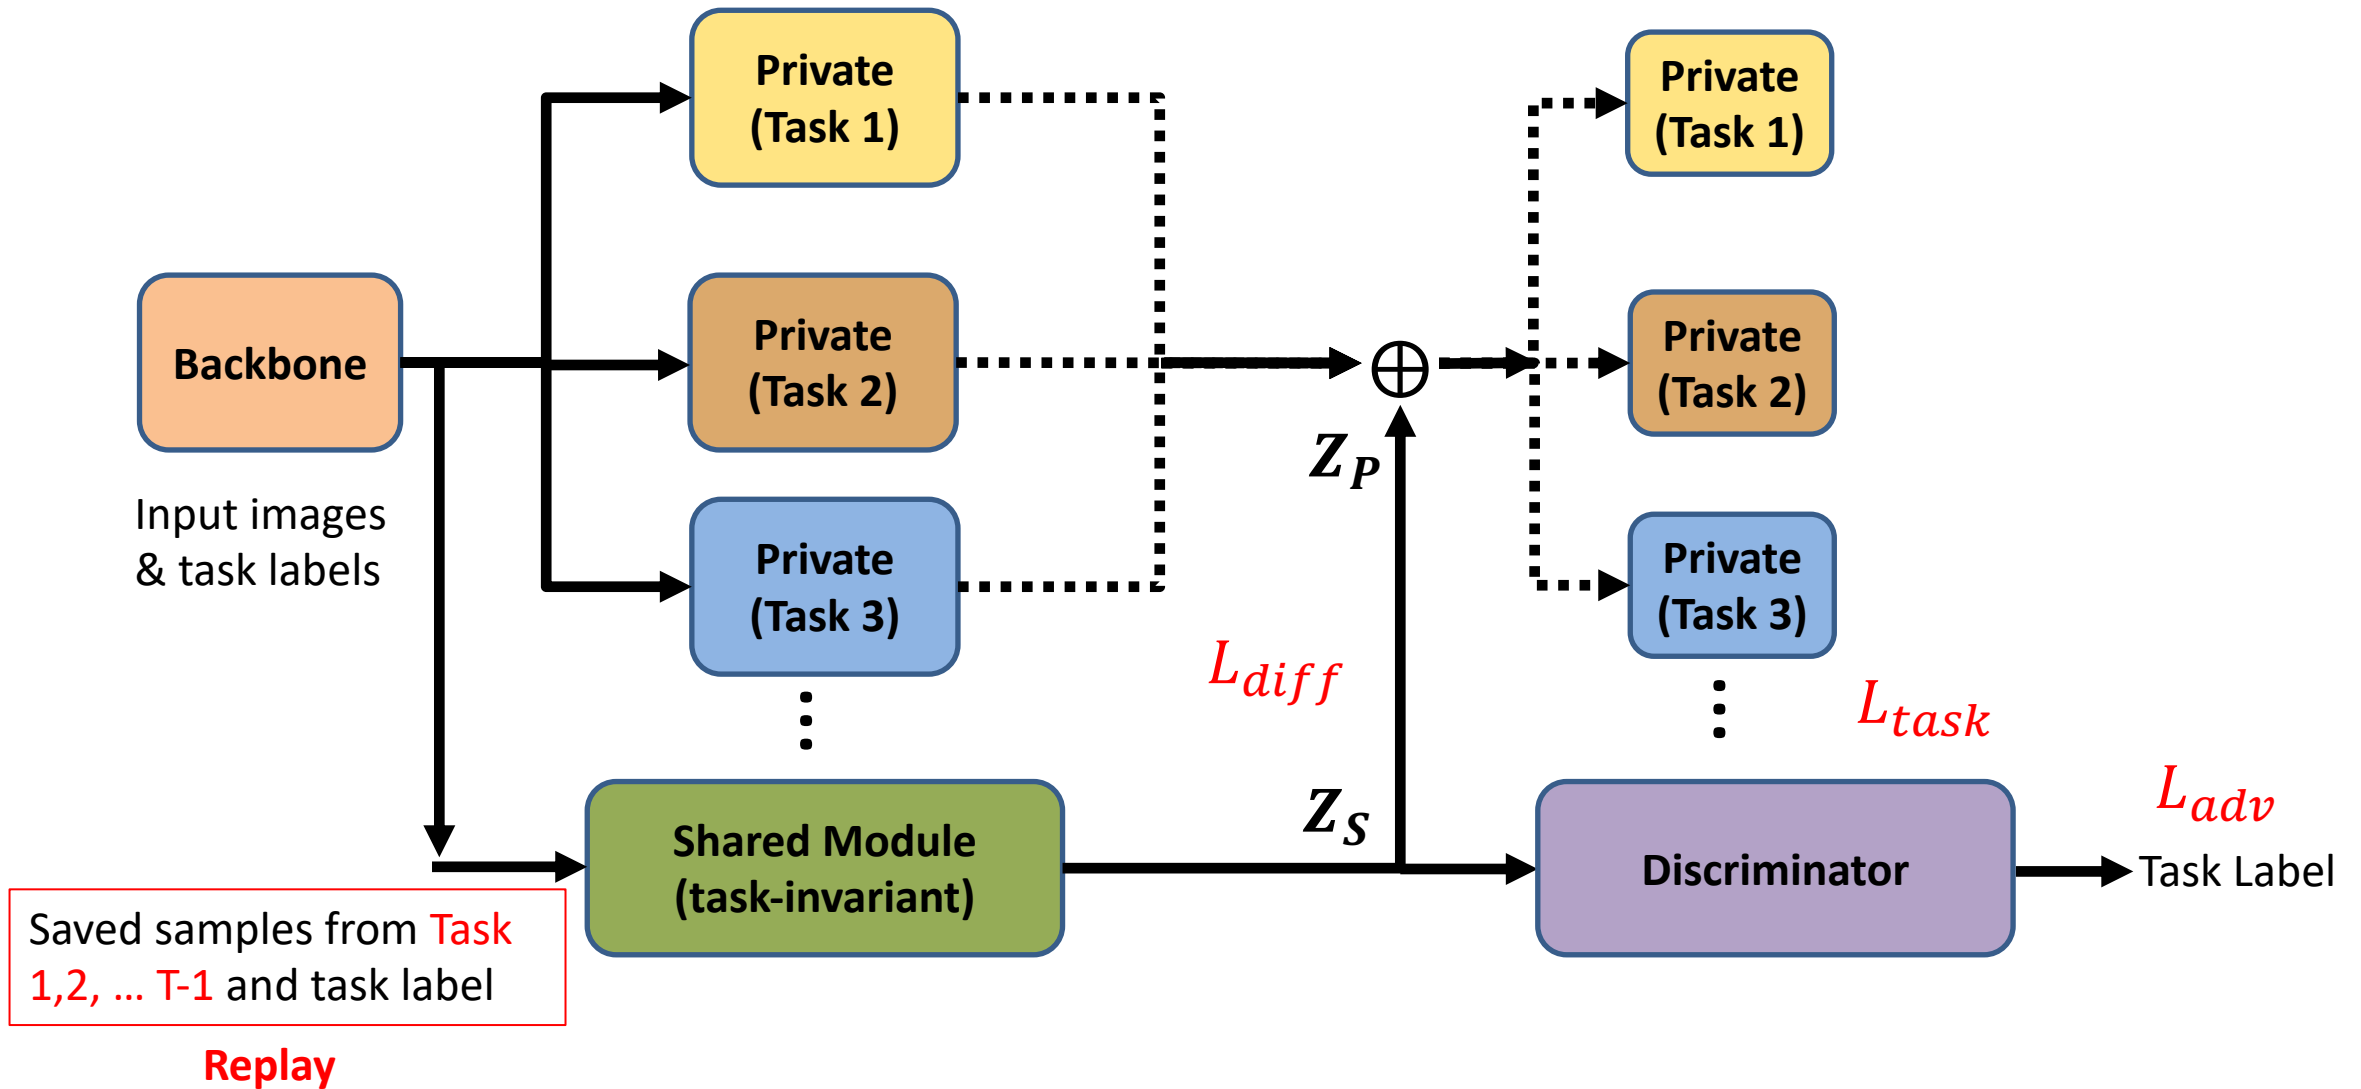 Private
(Task 1)
Private
(Task 1)
Backbone
Private
(Task 2)
Private
(Task 2)
Z_P
Input images
& task labels
Private
(Task 3)
Private
(Task 3)
L_diff
L_task
L_adv
Z_S
Shared Module
(task-invariant)
Discriminator
Task Label
Saved samples from Task
1,2, ... T-1 and task label
Replay